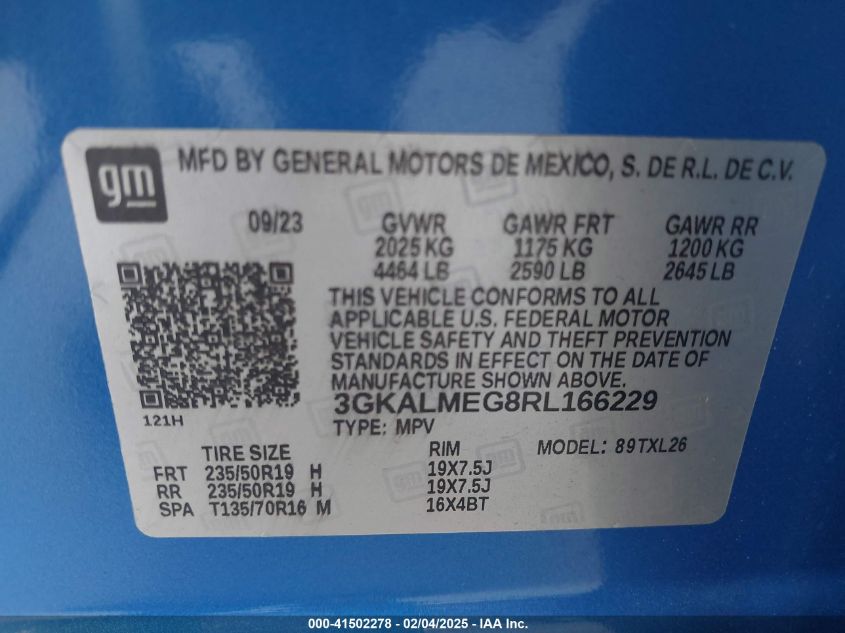 gm
MFD BY GENERAL MOTORS DE MEXICO, S. DE R.L. DE C.V.
09/23 GVWR GAWR FRT GAWR RR
2025 KG 1175 KG 1200 KG
4464 LB 2590 LB 2645 LB
THIS VEHICLE CONFORMS TO ALL
APPLICABLE U.S. FEDERAL MOTOR
VEHICLE SAFETY AND THEFT PREVENTION
STANDARDS IN EFFECT ON THE DATE OF
MANUFACTURE SHOWN ABOVE.
121H
3GKALMEG8RL166229
TYPE: MPV
TIRE SIZE RIM MODEL: 89TXL26
FRT 235/50R19 H 19X7.5J
RR 235/50R19 H 19X7.5J
SPA T135/70R16 M 16X4BT
000-41502278 - 02/04/2025 - IAA Inc.